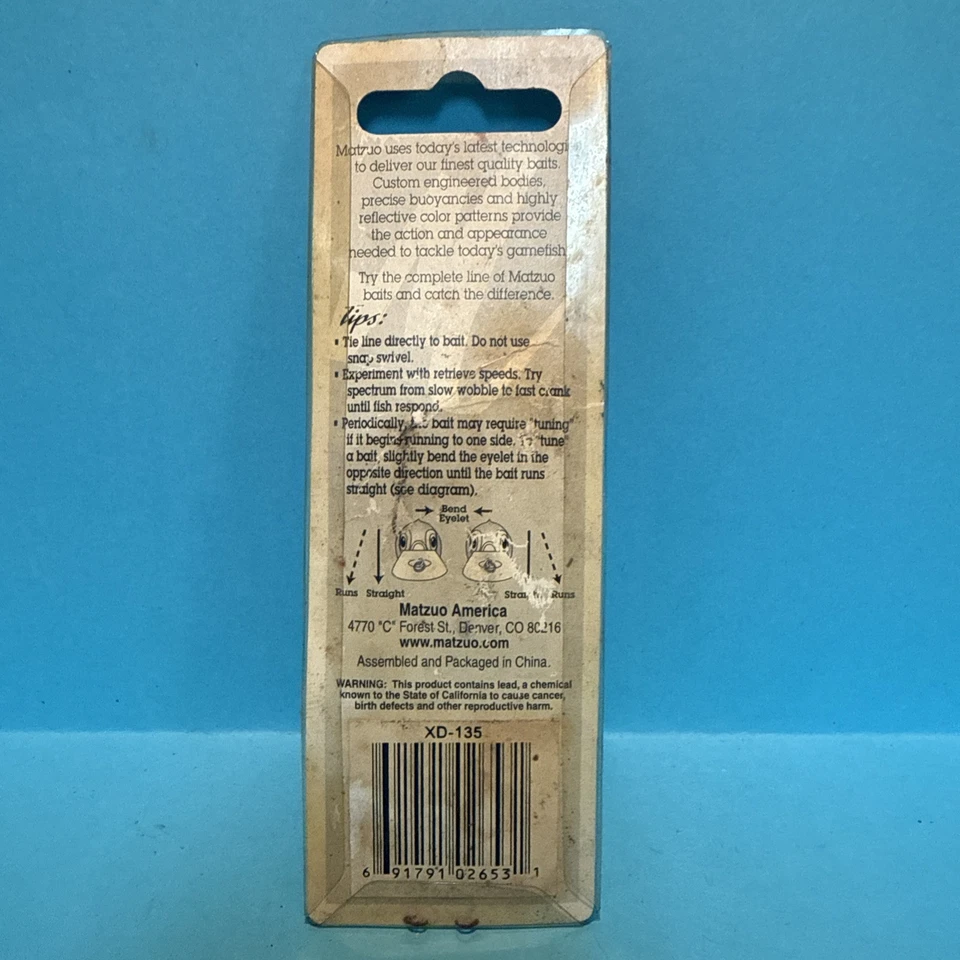 Matzuo uses today's latest technologi
to deliver our finest quality baits.
Custom engineered bodies,
precise buoyancies and highly
reflective color patterns provide
the action and appearance
needed to tackle today's gamefish
Try the complete line of Matzuo
baits and catch the difference.
Tips:
▪ Tie line directly to bait. Do not use
snap swivel.
▪ Experiment with retrieve speeds. Try
spectrum from slow wobble to fast crank
until fish respond.
▪ Periodically, bait may require "tuning"
if it begins running to one side. To "tune"
a bait, slightly bend the eyelet in the
opposite direction until the bait runs
straight (see diagram).
Bend
Eyelet
Runs Straight Straight Runs
Matzuo America
4770 "C" Forest St., Denver, CO 80216
www.matzuo.com
Assembled and Packaged in China.
WARNING: This product contains lead, a chemical
known to the State of California to cause cancer,
birth defects and other reproductive harm.
XD-135
6 91791 02653 1